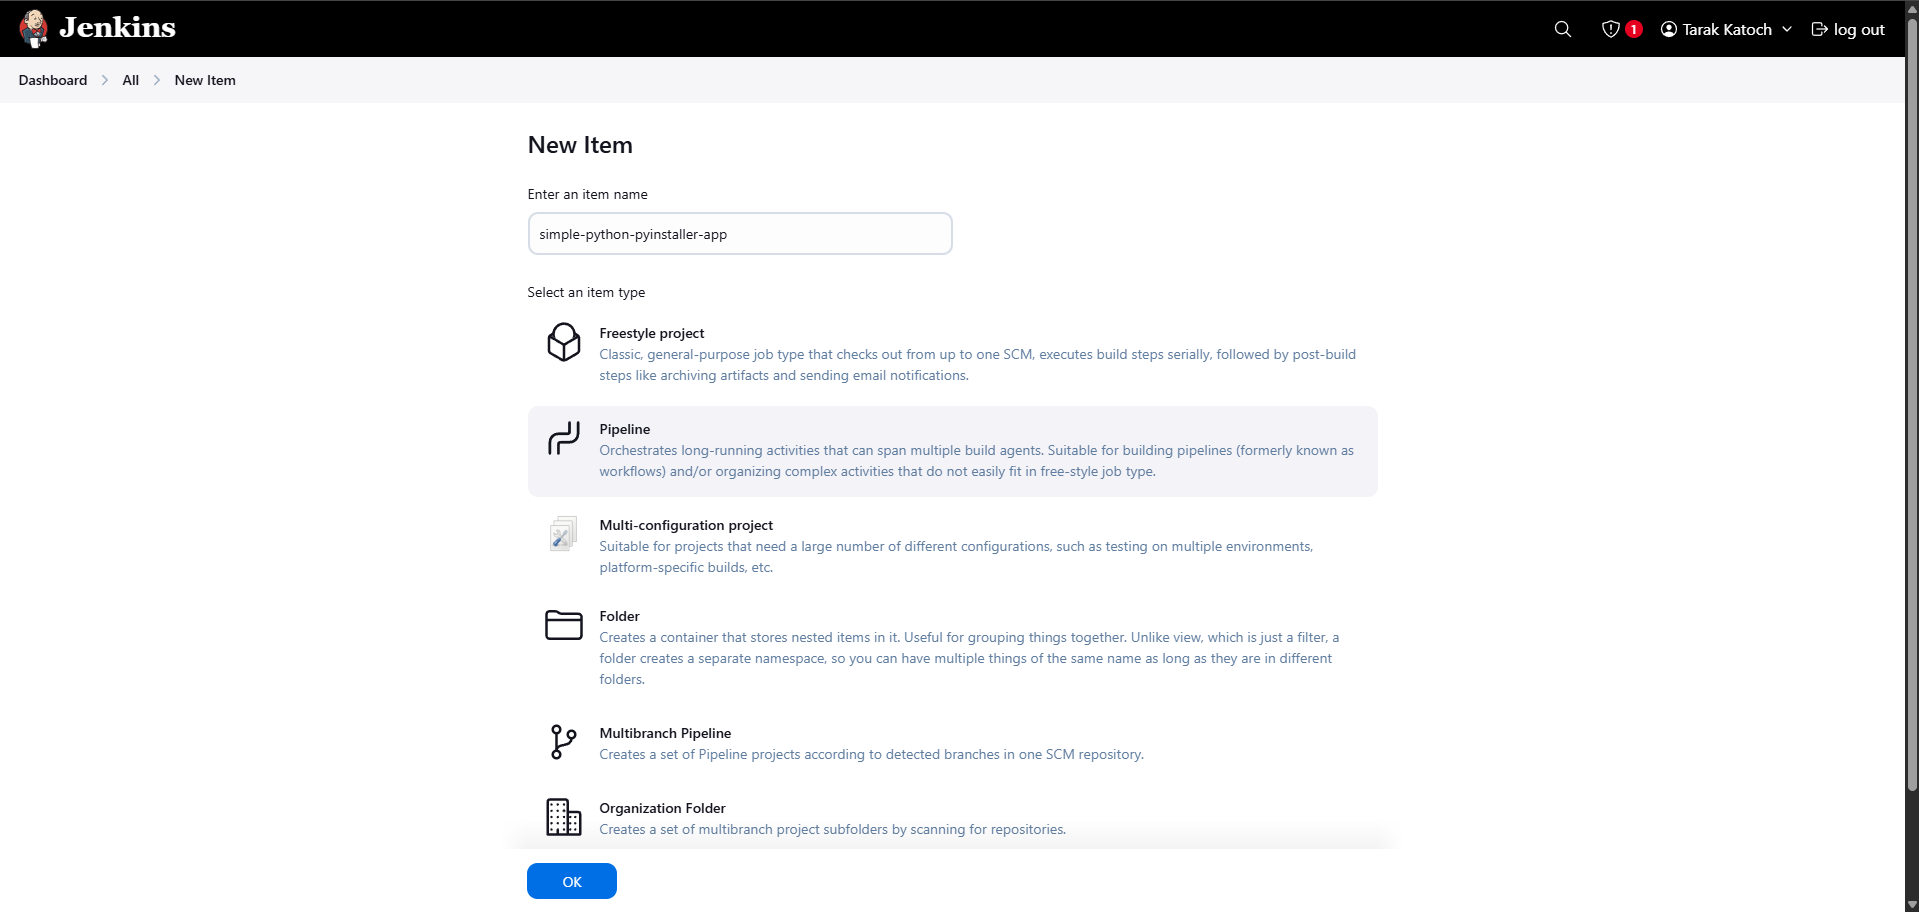 Jenkins
1
Tarak Katoch
log out
Dashboard
All
New Item
New Item
Enter an item name
simple-python-pyinstaller-app
Select an item type
Freestyle project
Classic, general-purpose job type that checks out from up to one SCM, executes build steps serially, followed by post-build
steps like archiving artifacts and sending email notifications.
Pipeline
Orchestrates long-running activities that can span multiple build agents. Suitable for building pipelines (formerly known as
workflows) and/or organizing complex activities that do not easily fit in free-style job type.
Multi-configuration project
Suitable for projects that need a large number of different configurations, such as testing on multiple environments,
platform-specific builds, etc.
Folder
Creates a container that stores nested items in it. Useful for grouping things together. Unlike view, which is just a filter, a
folder creates a separate namespace, so you can have multiple things of the same name as long as they are in different
folders.
Multibranch Pipeline
Creates a set of Pipeline projects according to detected branches in one SCM repository.
Organization Folder
Creates a set of multibranch project subfolders by scanning for repositories.
OK